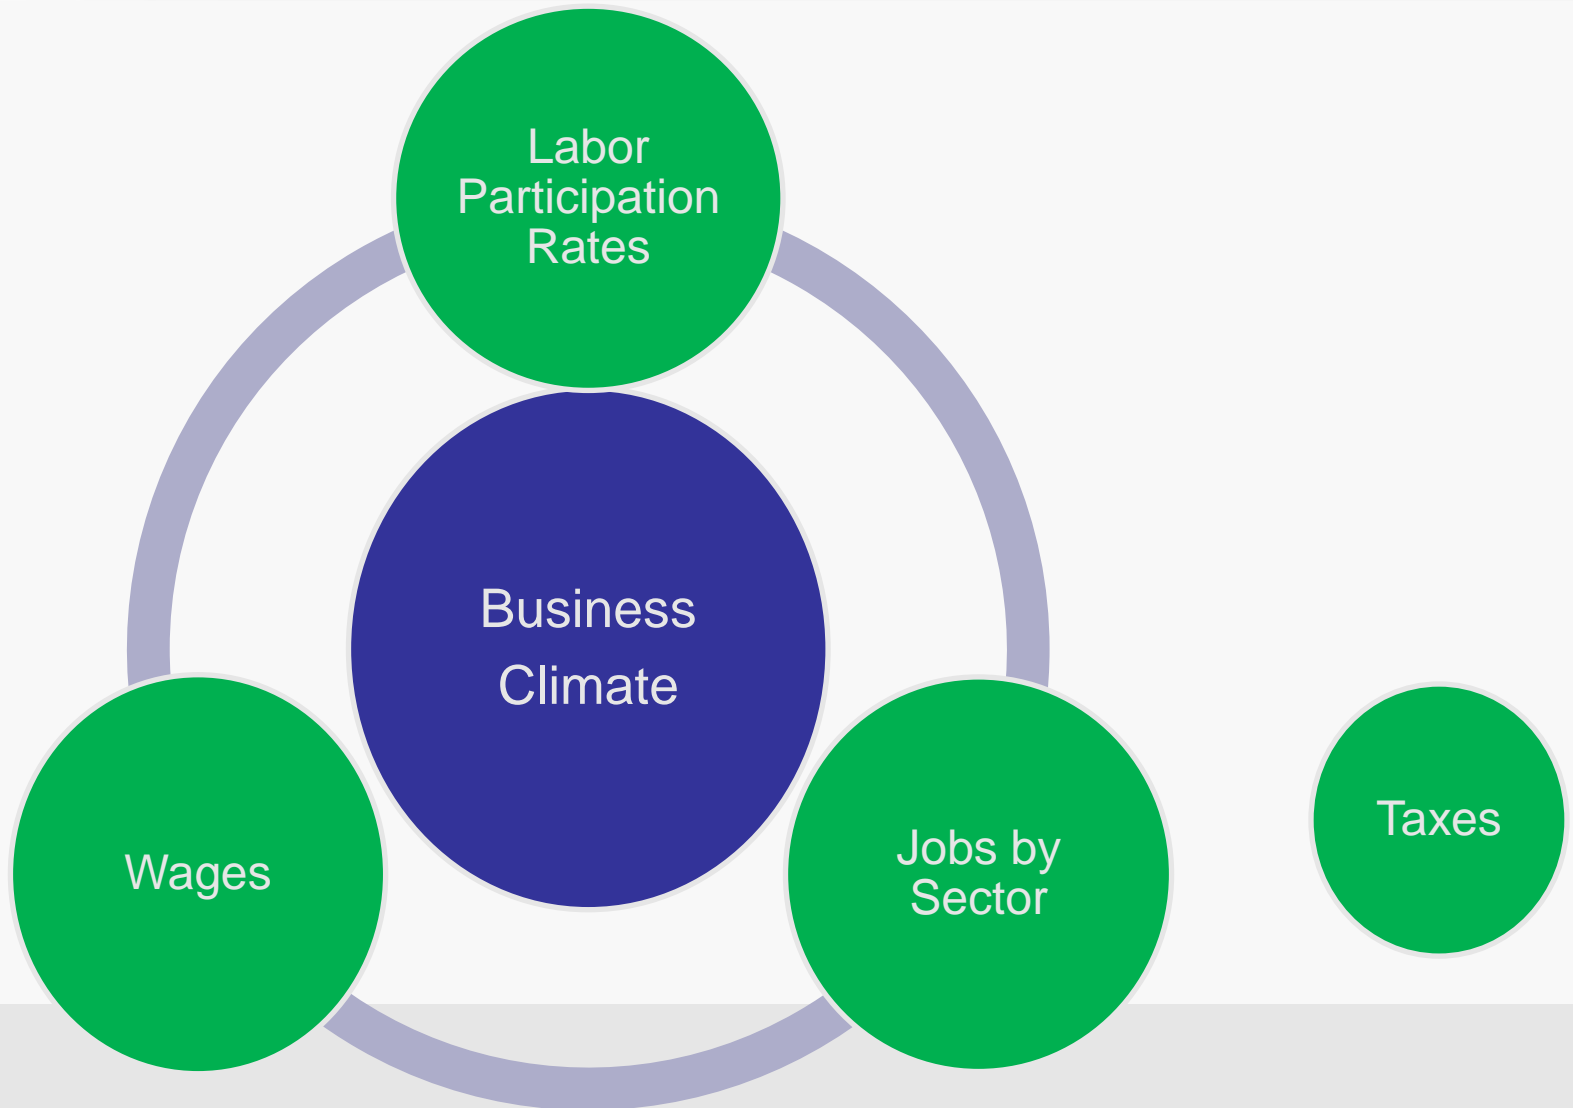 Labor
Participation
Rates
Business
Climate
Wages
Jobs by
Sector
Taxes